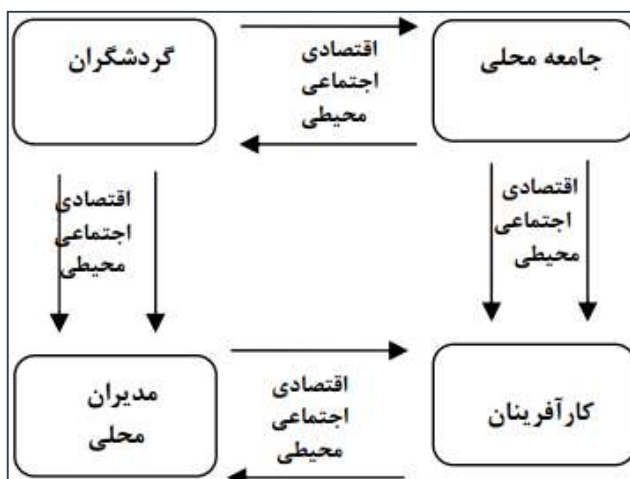 جامعه محلی
اقتصادی
اجتماعی
محیطی
گردشگران
اقتصادی
اجتماعی
محیطی
اقتصادی
اجتماعی
محیطی
کارآفرینان
اقتصادی
اجتماعی
محیطی
مدیران
محلی